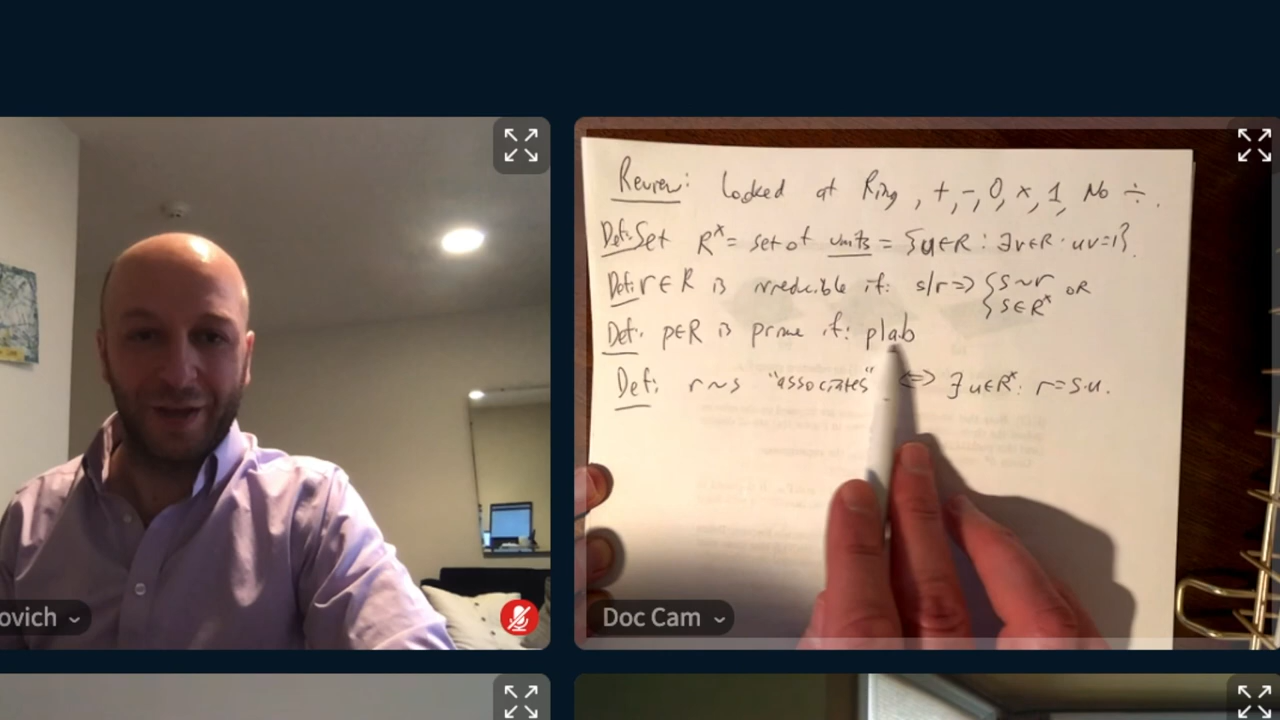 Review: Looked at Ring, +, -, 0, ×, 1, No ÷.
Def: Set R^× = set of units = {u∈R : ∃v∈R : uv=1}.
Def: r∈R is irreducible if: s|r => { s~r OR
s∈R^×
Def: p∈R is prime if: p|ab
Def: r~s "associates" <=> ∃u∈R^×: r=s·u.
ovich
Doc Cam